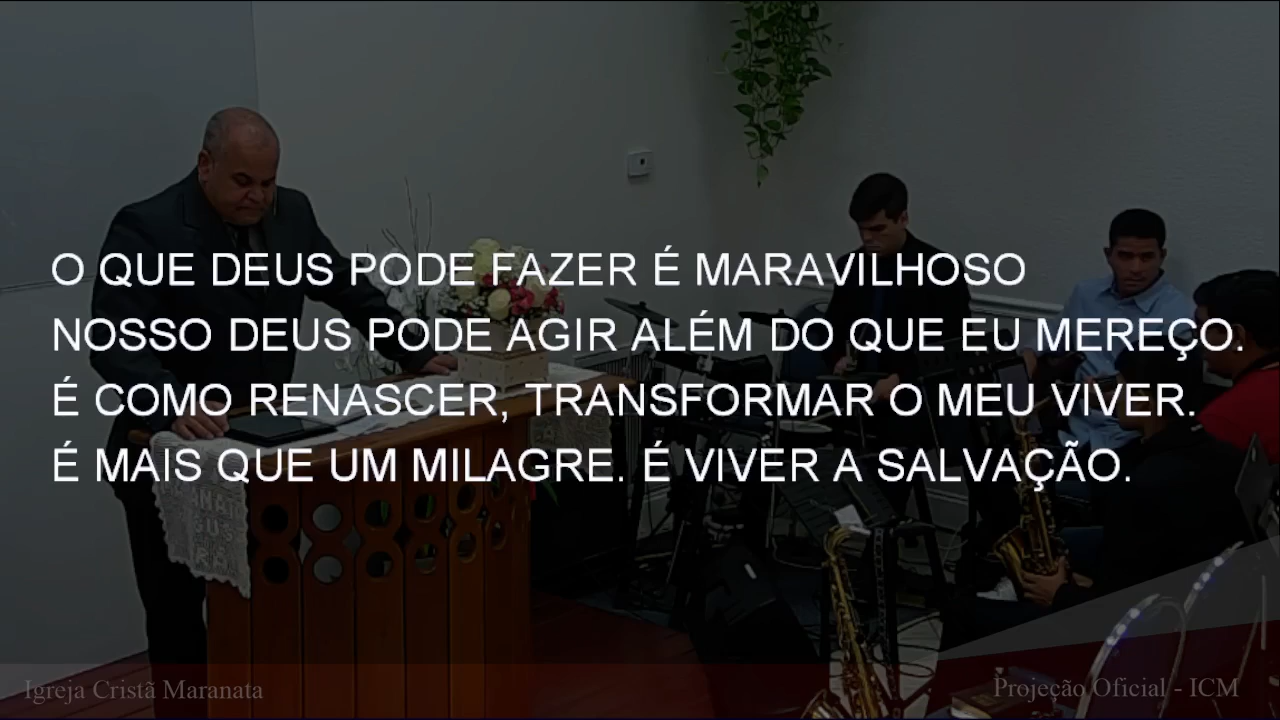 O QUE DEUS PODE FAZER É MARAVILHOSO
NOSSO DEUS PODE AGIR ALÉM DO QUE EU MEREÇO.
É COMO RENASCER, TRANSFORMAR O MEU VIVER.
É MAIS QUE UM MILAGRE. É VIVER A SALVAÇÃO.
Igreja Cristã Maranata
Projeção Oficial - ICM